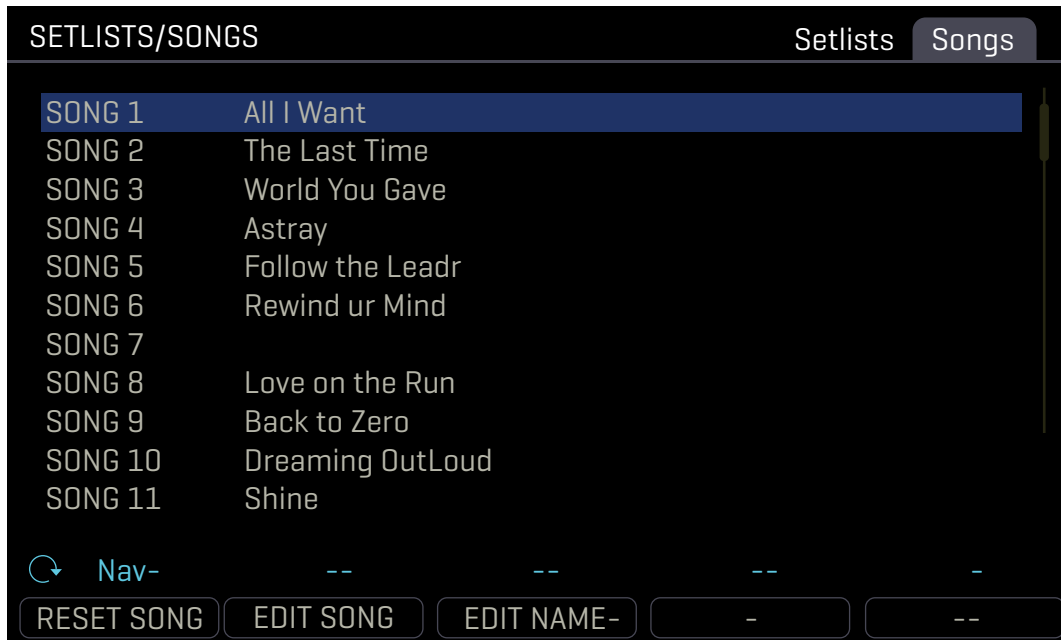 SETLISTS/SONGS Setlists Songs
SONG 1 All I Want
SONG 2 The Last Time
SONG 3 World You Gave
SONG 4 Astray
SONG 5 Follow the Leadr
SONG 6 Rewind ur Mind
SONG 7
SONG 8 Love on the Run
SONG 9 Back to Zero
SONG 10 Dreaming OutLoud
SONG 11 Shine
Nav- -- -- -- -
RESET SONG EDIT SONG EDIT NAME- - --